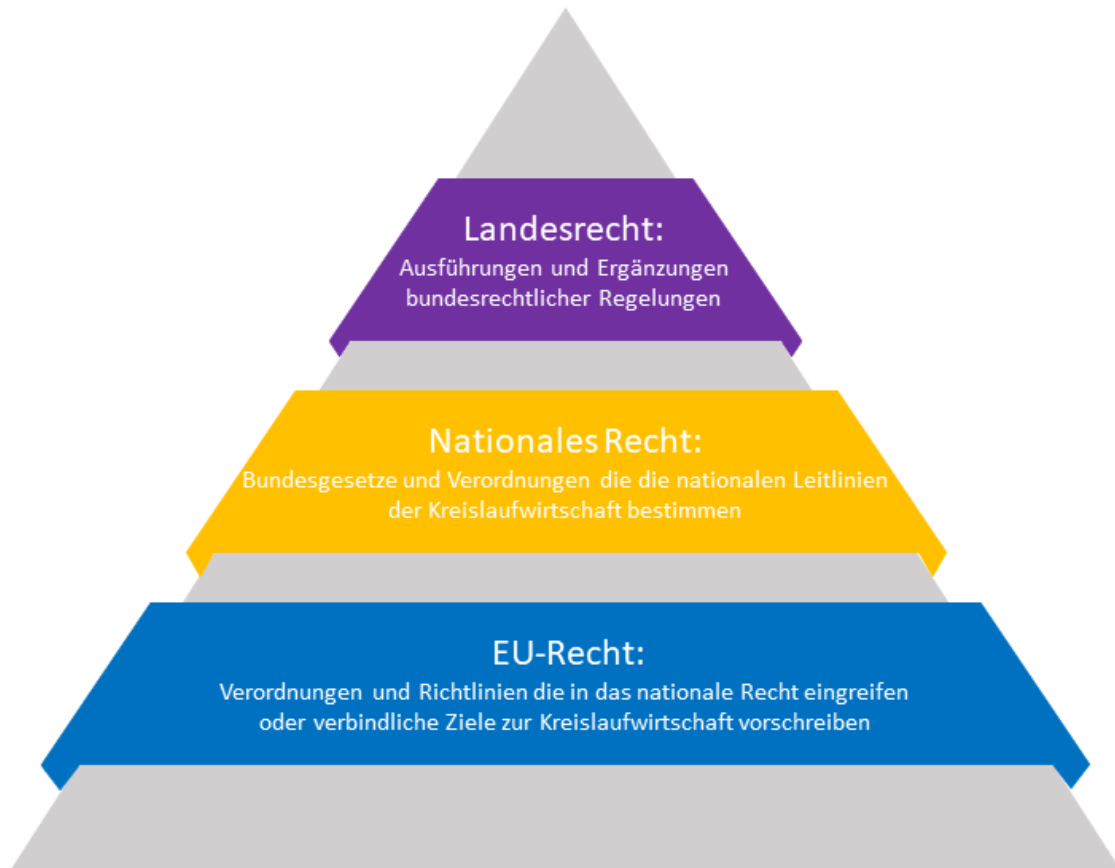 Landesrecht:
Ausführungen und Ergänzungen
bundesrechtlicher Regelungen
Nationales Recht:
Bundesgesetze und Verordnungen die die nationalen Leitlinien
der Kreislaufwirtschaft bestimmen
EU-Recht:
Verordnungen und Richtlinien die in das nationale Recht eingreifen
oder verbindliche Ziele zur Kreislaufwirtschaft vorschreiben